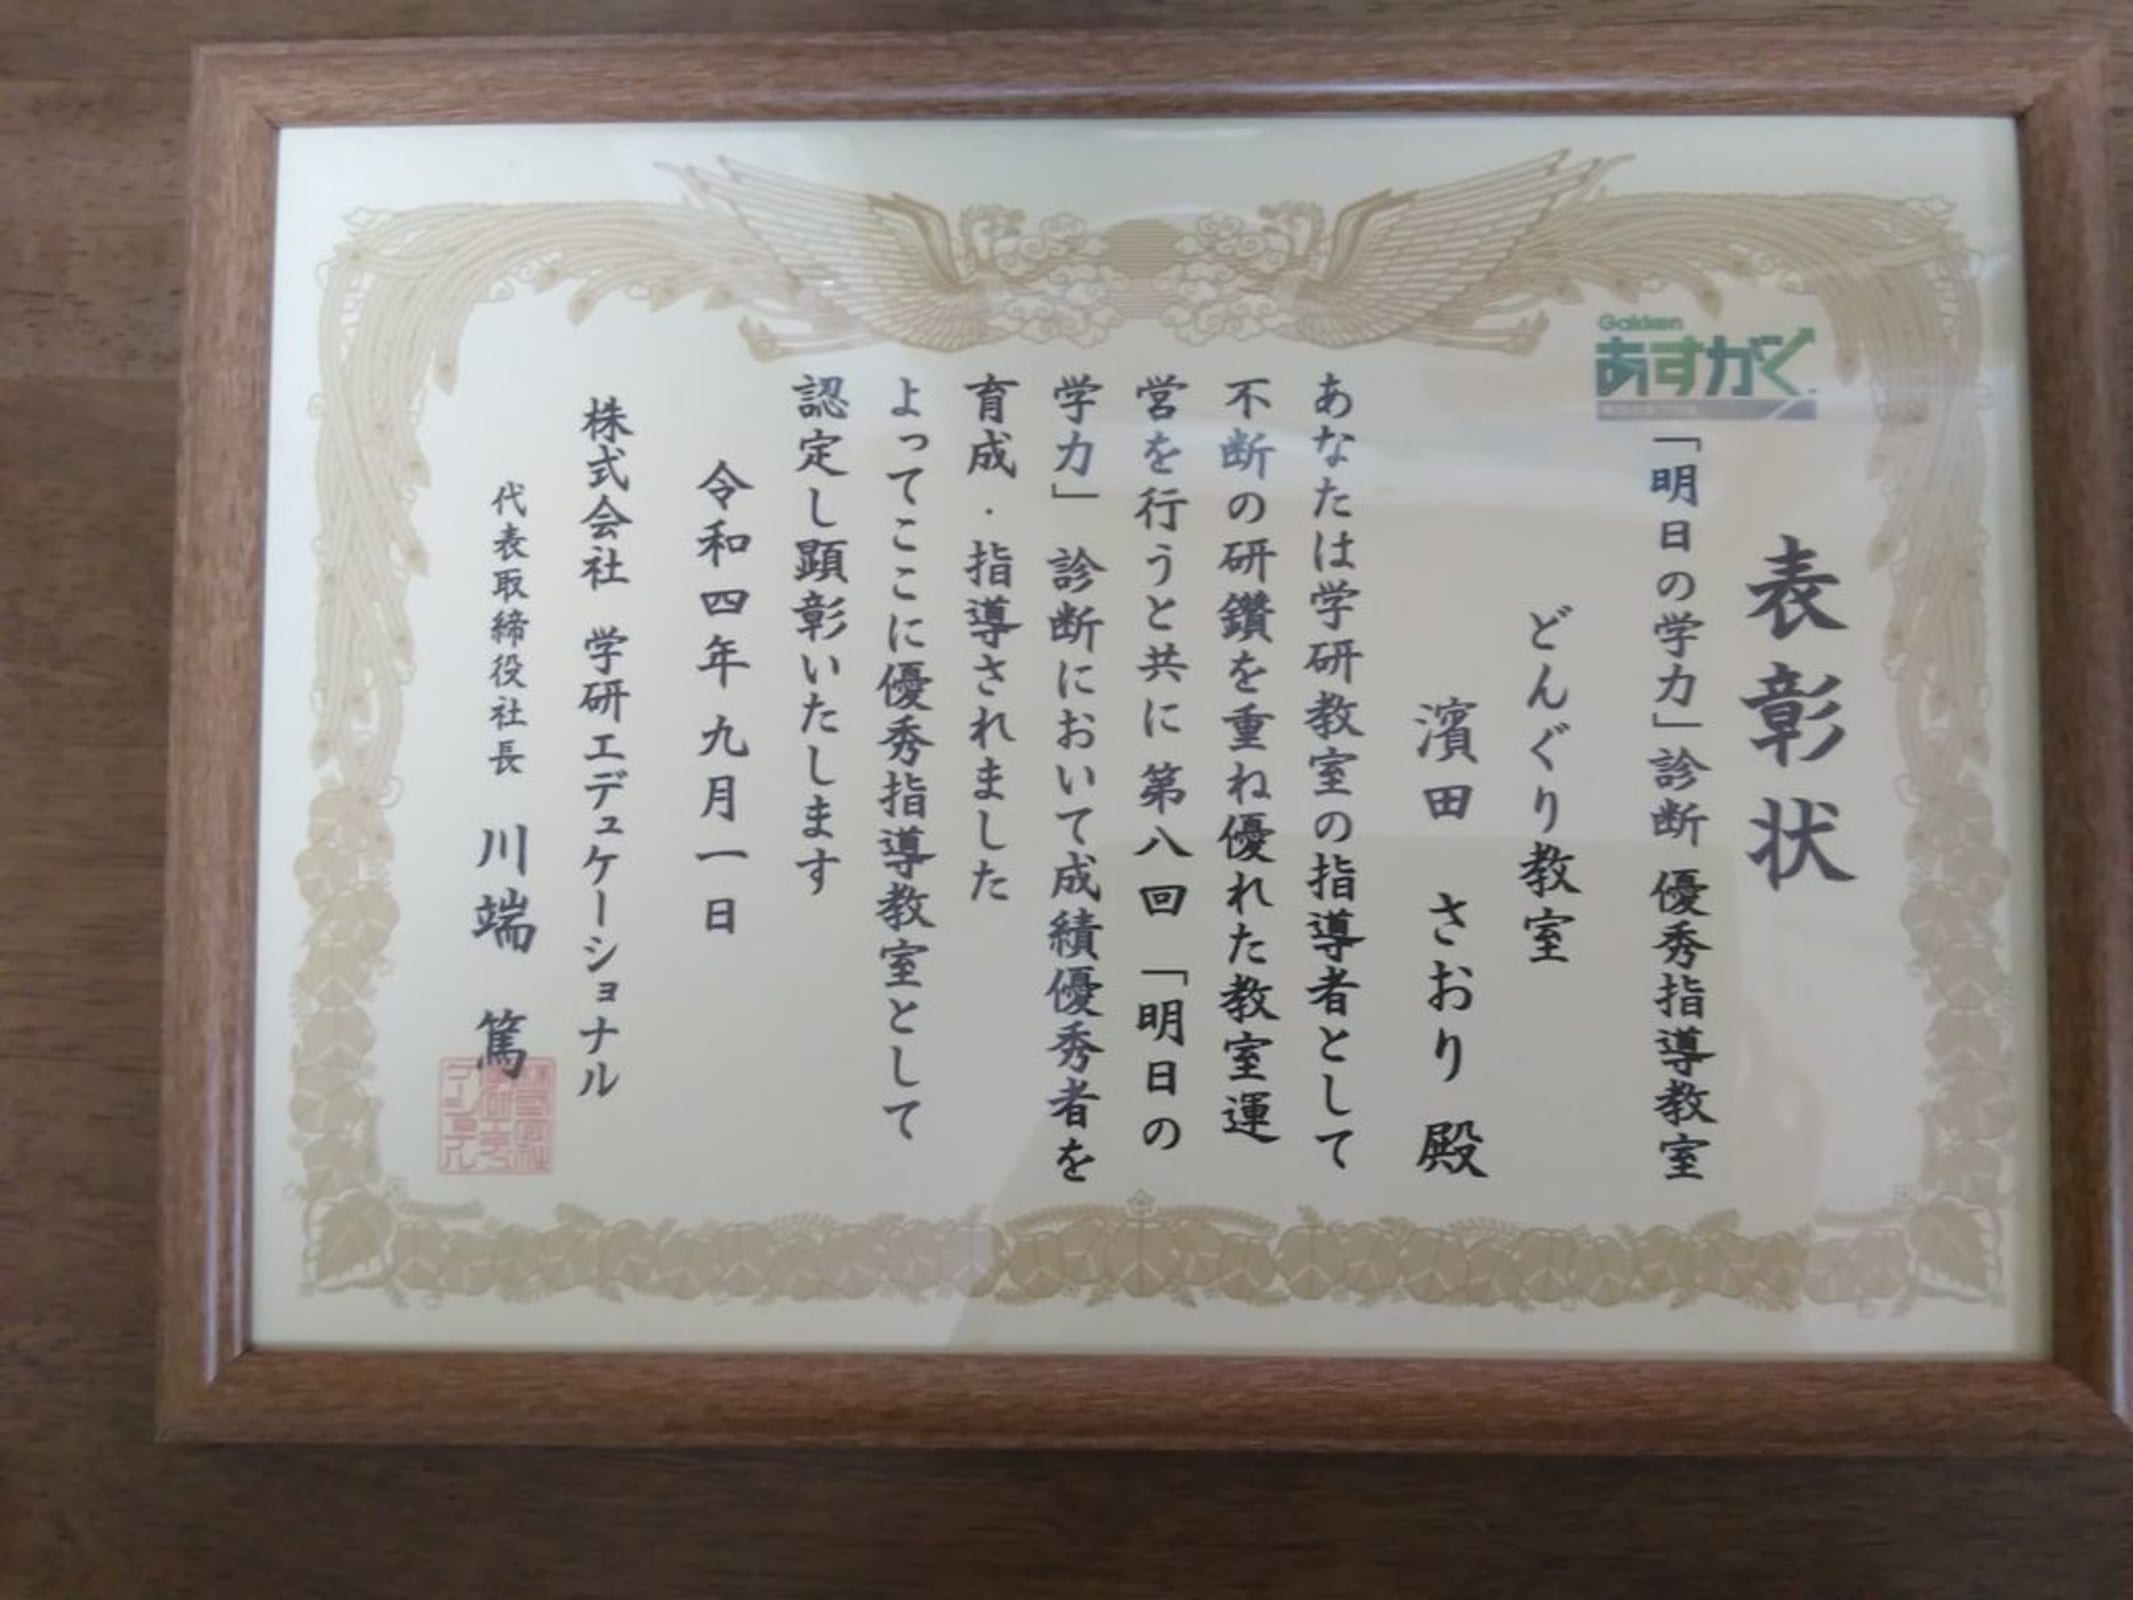 表彰状
Gakken
あすがく
「明日の学力」診断 優秀指導教室
どんぐり教室
濱田 さおり 殿
あなたは学研教室の指導者として
不断の研鑽を重ね優れた教室運
営を行うと共に第八回「明日の
学力」診断において成績優秀者を
育成・指導されました
よってここに優秀指導教室として
認定し顕彰いたします
令和四年九月一日
株式会社 学研エデュケーショナル
代表取締役社長 川端 篤